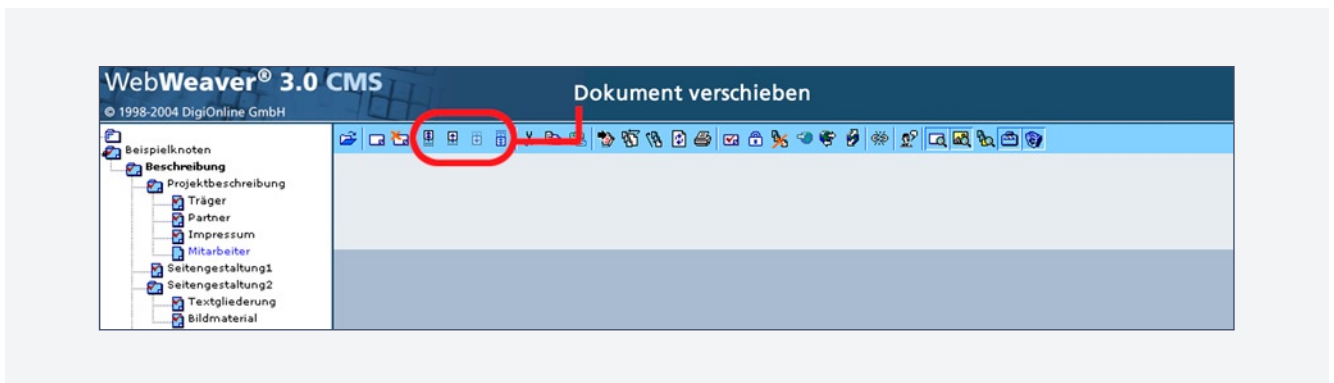 WebWeaver® 3.0 CMS
© 1998-2004 DigiOnline GmbH
Dokument verschieben
Beispielknoten
Beschreibung
Projektbeschreibung
Träger
Partner
Impressum
Mitarbeiter
Seitengestaltung1
Seitengestaltung2
Textgliederung
Bildmaterial